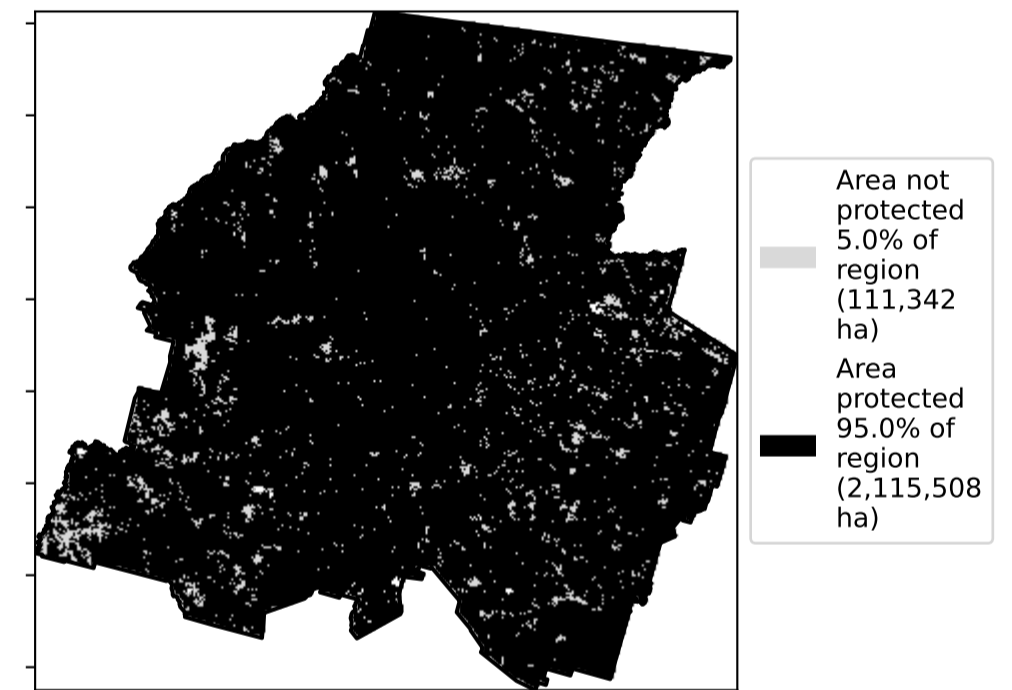 Area not
protected
5.0% of
region
(111,342
ha)
Area
protected
95.0% of
region
(2,115,508
ha)